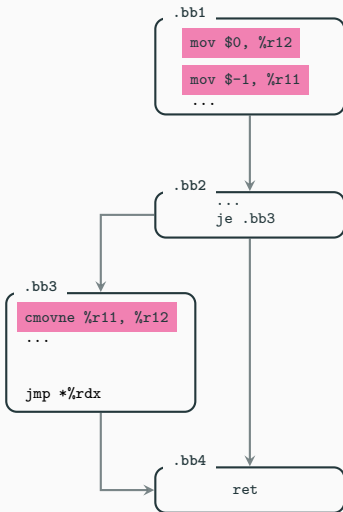 .bb1
mov $0, %r12
mov $-1, %r11
...
.bb2
...
je .bb3
.bb3
cmovne %r11, %r12
...
jmp *%rdx
.bb4
ret